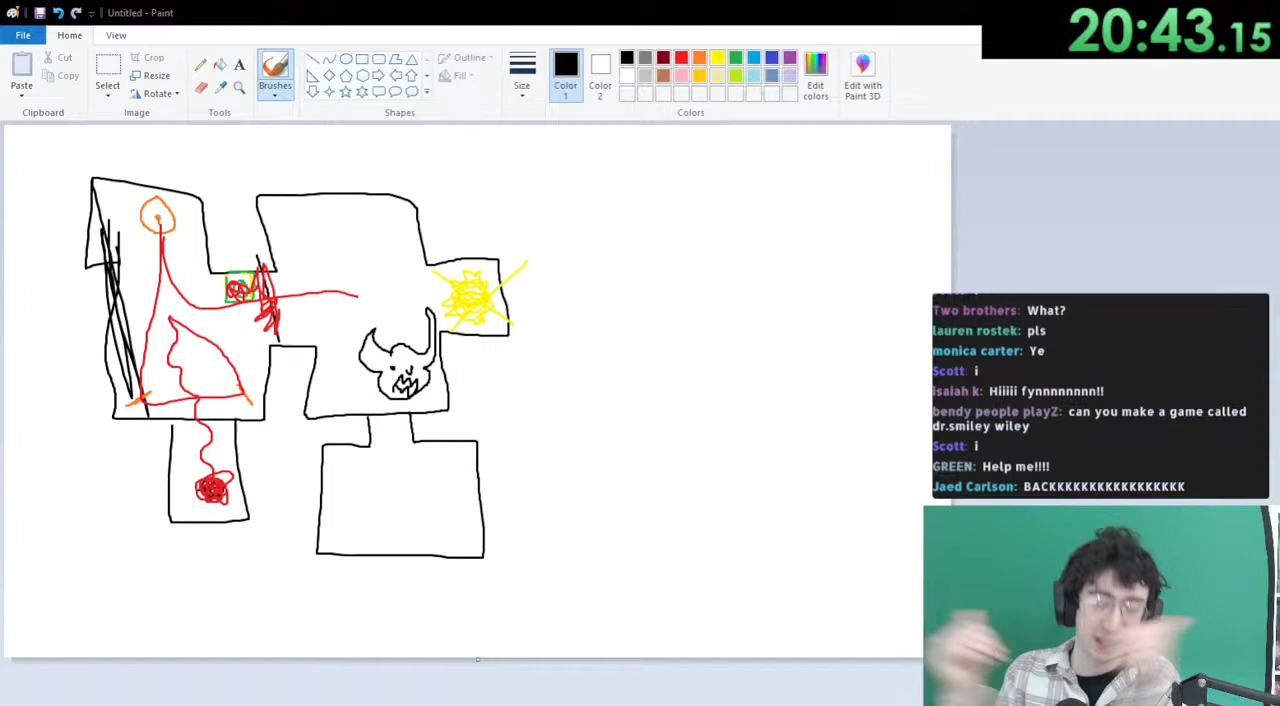 Untitled - Paint
20:43.15
File
Home
View
Paste
Cut
Copy
Select
Crop
Resize
Rotate
A
Brushes
Outline
Fill
Size
Color 1
Color 2
Edit colors
Edit with Paint 3D
Clipboard
Image
Tools
Shapes
Colors
Two brothers: What?
lauren rostek: pls
monica carter: Ye
Scott: i
isaiah k: Hiiiii fynnnnnnnn!!
bendy people playZ: can you make a game called
dr.smiley wiley
Scott: i
GREEN: Help me!!!!
Jaed Carlson: BACKKKKKKKKKKKKKKKKK